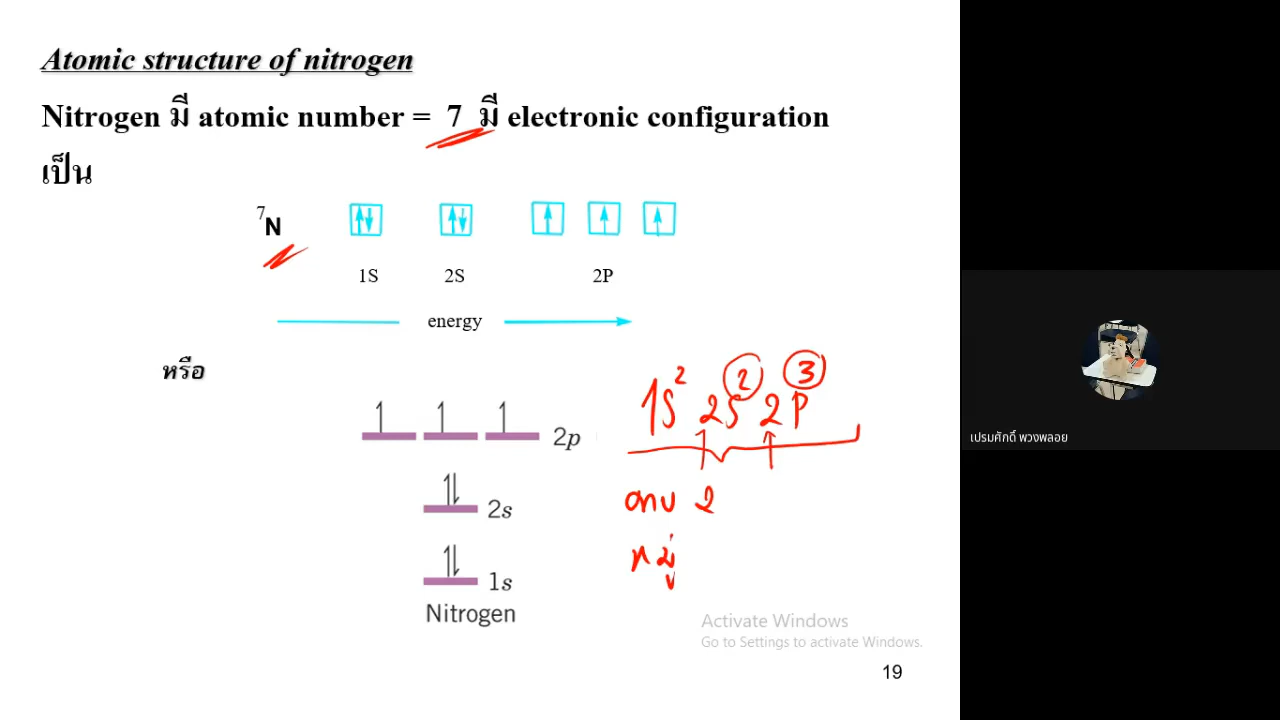 Atomic structure of nitrogen
Nitrogen มี atomic number = 7 มี electronic configuration
เป็น
7N
1S 2S 2P
energy
หรือ
1S² 2S² 2P³
2p
คาบ 2
2s
หมู่
1s
Nitrogen
เปรมศักดิ์ พวงพลอย
Activate Windows
Go to Settings to activate Windows.
19